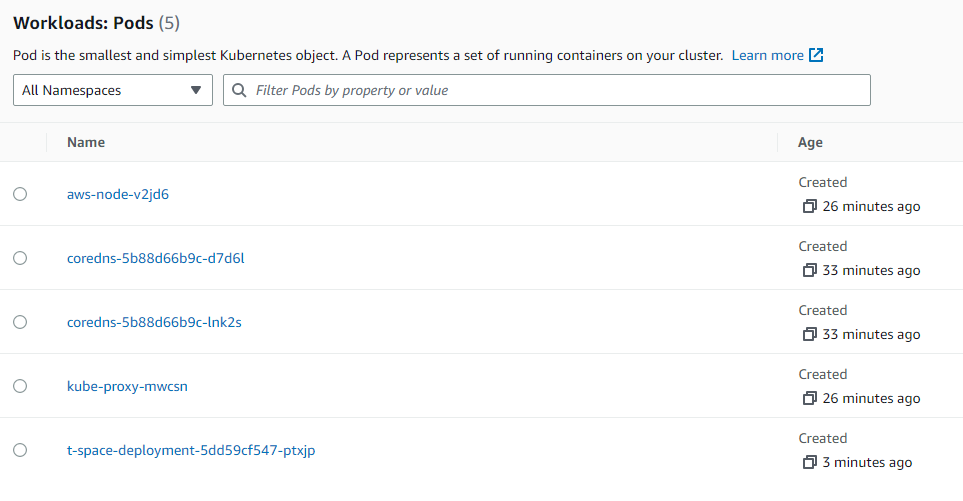 Workloads: Pods (5)
Pod is the smallest and simplest Kubernetes object. A Pod represents a set of running containers on your cluster. Learn more
All Namespaces Filter Pods by property or value
Name Age
aws-node-v2jd6 Created
26 minutes ago
coredns-5b88d66b9c-d7d6l Created
33 minutes ago
coredns-5b88d66b9c-lnk2s Created
33 minutes ago
kube-proxy-mwcsn Created
26 minutes ago
t-space-deployment-5dd59cf547-ptxjp Created
3 minutes ago